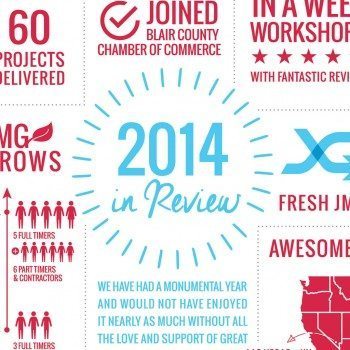 60
PROJECTS
DELIVERED
JOINED
BLAIR COUNTY
CHAMBER OF COMMERCE
IN A WEE
WORKSHOP
WITH FANTASTIC REVI
MG
ROWS
5 FULL TIMERS
+
6 PART TIMERS
& CONTRACTORS
3 FULL TIMERS
2014
in Review
WE HAVE HAD A MONUMENTAL YEAR
AND WOULD NOT HAVE ENJOYED
IT NEARLY AS MUCH WITHOUT ALL
THE LOVE AND SUPPORT OF GREAT
FRESH JM
AWESOME